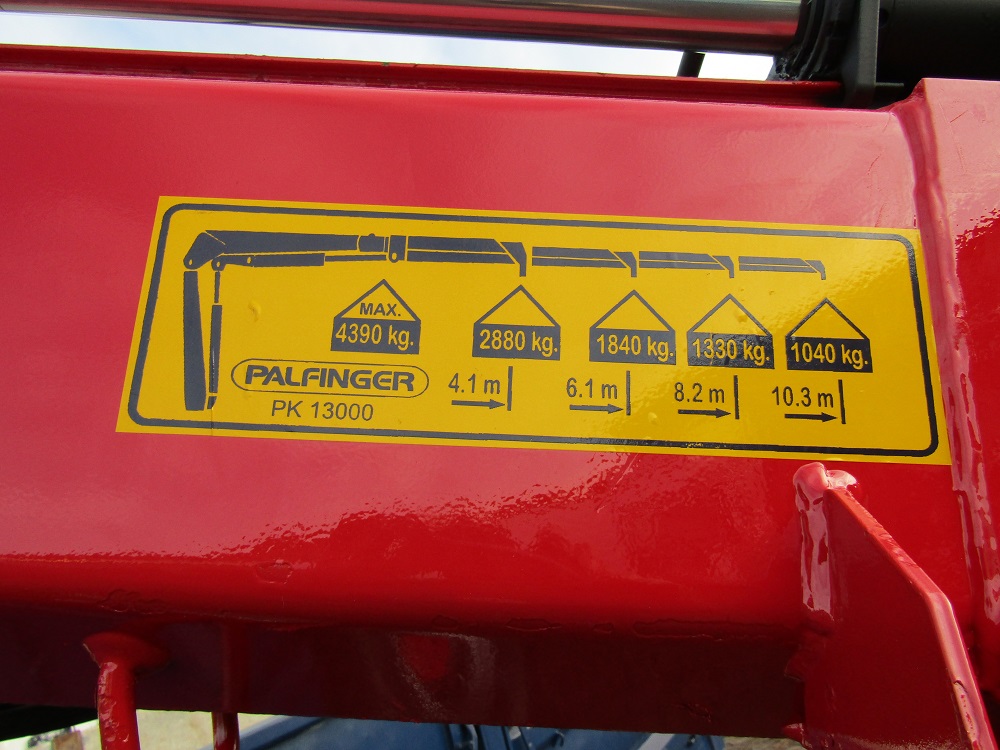 MAX.
4390 kg.
2880 kg.
1840 kg.
1330 kg.
1040 kg.
4.1 m
6.1 m
8.2 m
10.3 m
PALFINGER
PK 13000